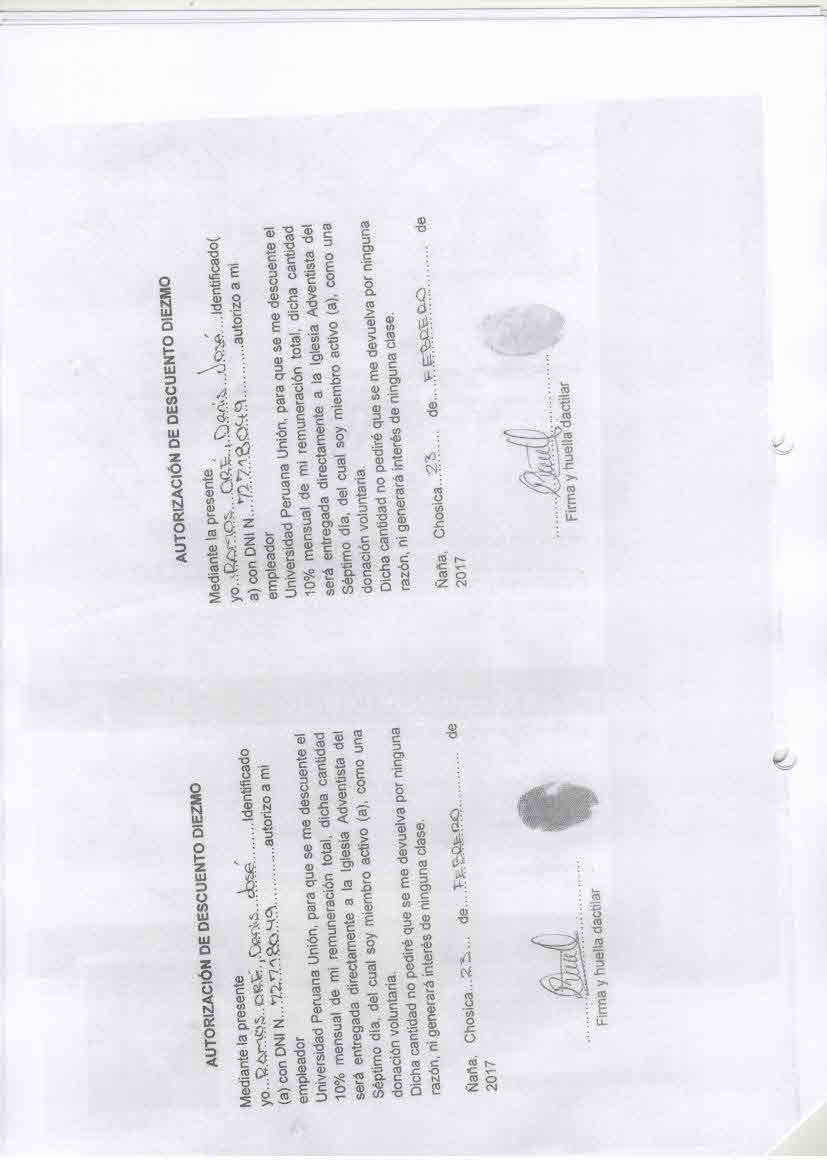 AUTORIZACIÓN DE DESCUENTO DIEZMO
Mediante la presente
yo...Ramos ORE, Denis José...........Identificado
(a) con DNI N....72718049..............autorizo a mi
empleador
Universidad Peruana Unión, para que se me descuente el
10% mensual de mi remuneración total, dicha cantidad
será entregada directamente a la Iglesia Adventista del
Séptimo día, del cual soy miembro activo (a), como una
donación voluntaria.
Dicha cantidad no pediré que se me devuelva por ninguna
razón, ni generará interés de ninguna clase.
Ñaña, Chosica...23.... de....FEBRERO............ de
2017
Firma y huella dactilar
AUTORIZACIÓN DE DESCUENTO DIEZMO
Mediante la presente ,
yo...Ramos ORE, Denis José....Identificado(
a) con DNI N....72718049..............autorizo a mi
empleador
Universidad Peruana Unión, para que se me descuente el
10% mensual de mi remuneración total, dicha cantidad
será entregada directamente a la Iglesia Adventista del
Séptimo día, del cual soy miembro activo (a), como una
donación voluntaria.
Dicha cantidad no pediré que se me devuelva por ninguna
razón, ni generará interés de ninguna clase.
Ñaña, Chosica...23..... de....FEBRERO........... de
2017
Firma y huella dactilar